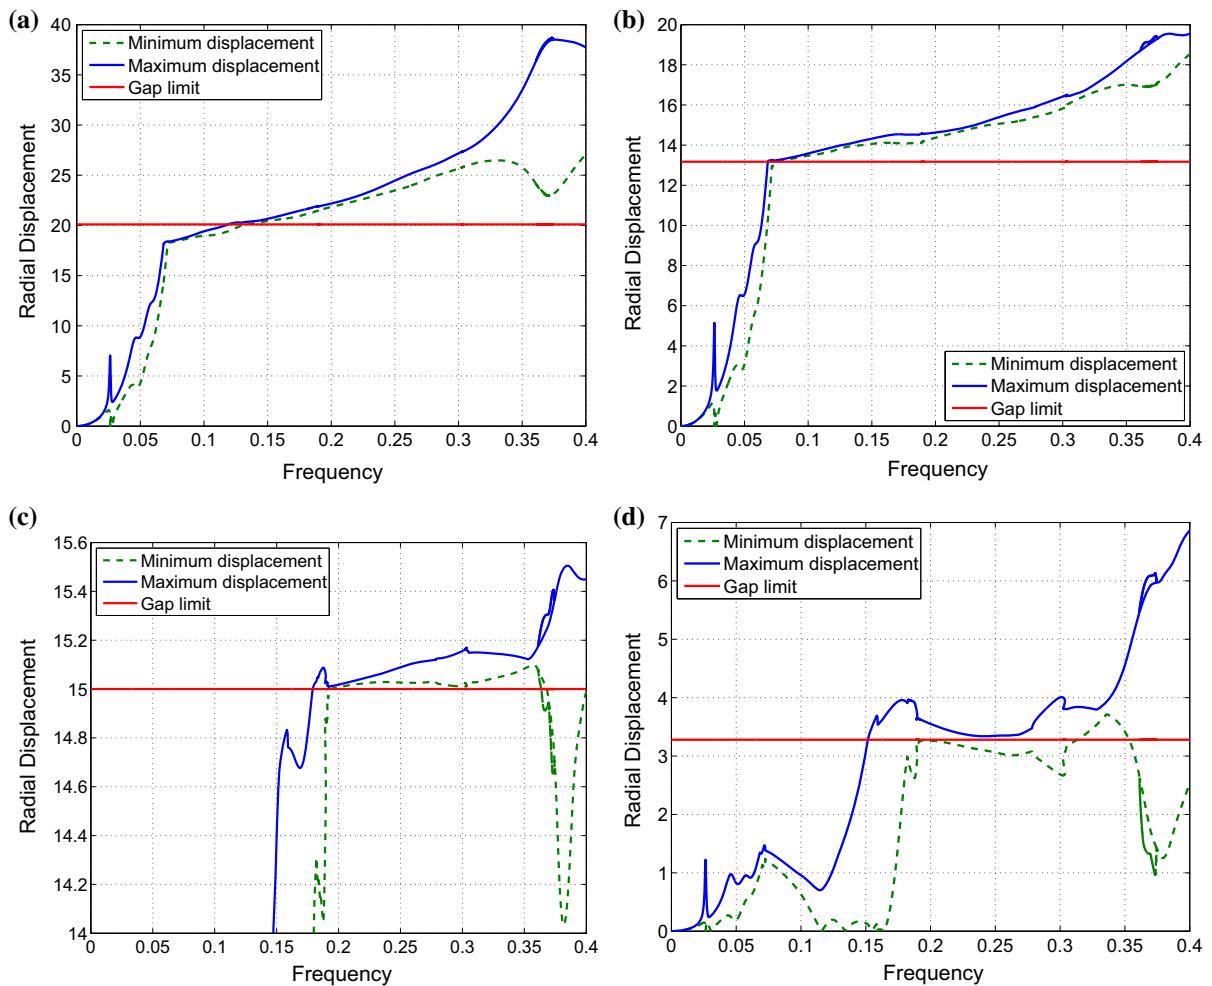 (a)
40
35
30
25
20
15
10
5
0
Radial Displacement
Minimum displacement
Maximum displacement
Gap limit
0 0.05 0.1 0.15 0.2 0.25 0.3 0.35 0.4
Frequency
(b)
20
18
16
14
12
10
8
6
4
2
0
Radial Displacement
Minimum displacement
Maximum displacement
Gap limit
0 0.05 0.1 0.15 0.2 0.25 0.3 0.35 0.4
Frequency
(c)
15.6
15.4
15.2
15
14.8
14.6
14.4
14.2
14
Radial Displacement
Minimum displacement
Maximum displacement
Gap limit
0 0.05 0.1 0.15 0.2 0.25 0.3 0.35 0.4
Frequency
(d)
7
6
5
4
3
2
1
0
Radial Displacement
Minimum displacement
Maximum displacement
Gap limit
0 0.05 0.1 0.15 0.2 0.25 0.3 0.35 0.4
Frequency